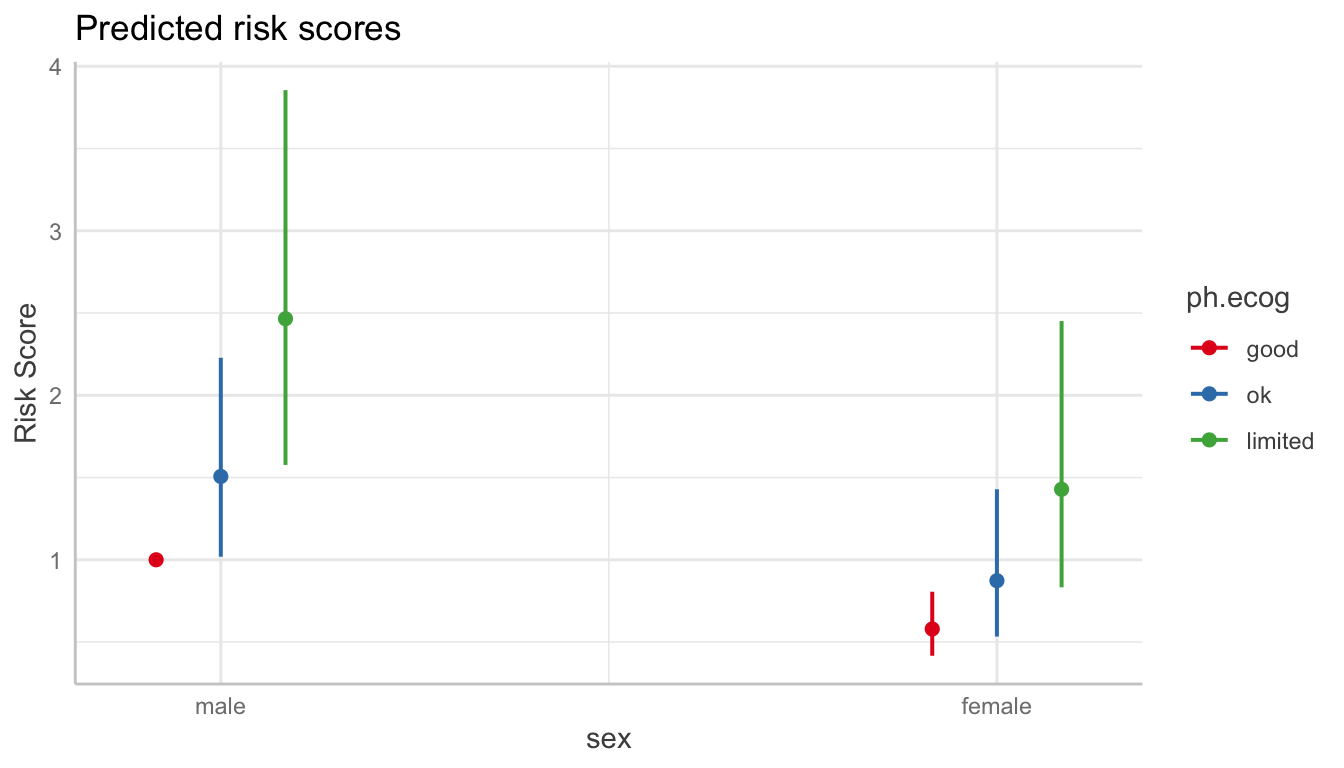 Predicted risk scores
4
3
2
1
Risk Score
male
female
sex
ph.ecog
good
ok
limited